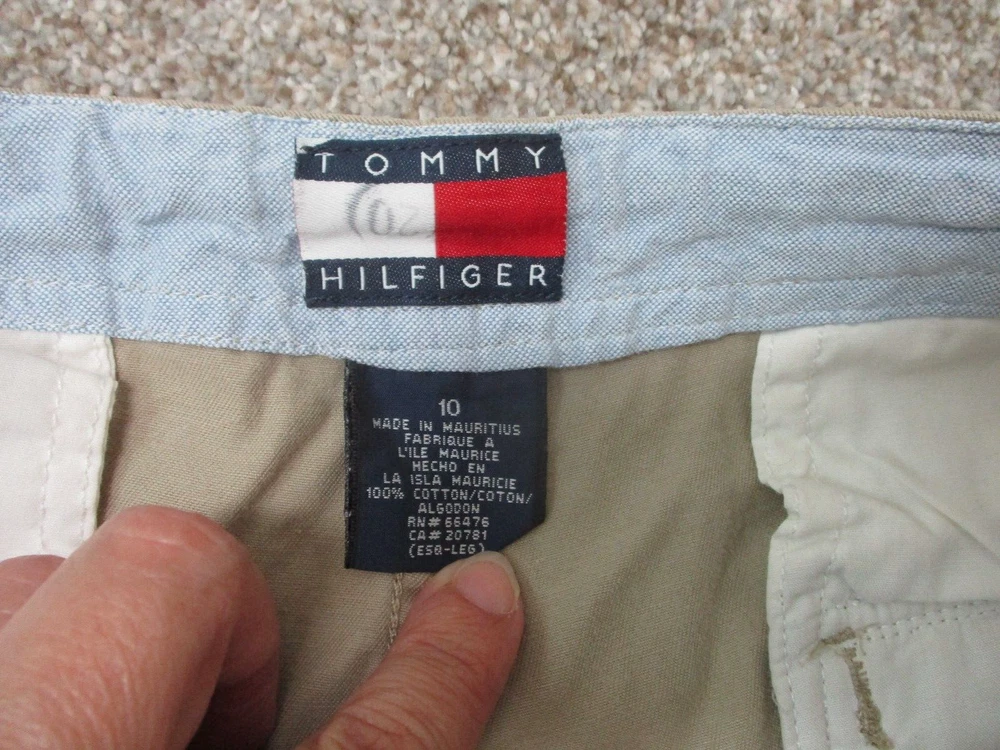 TOMMY
HILFIGER
10
MADE IN MAURITIUS
FABRIQUE A
L'ILE MAURICE
HECHO EN
LA ISLA MAURICIE
100% COTTON/COTON/
ALGODON
RN# 66476
CA# 20781
(ESQ-LEG)